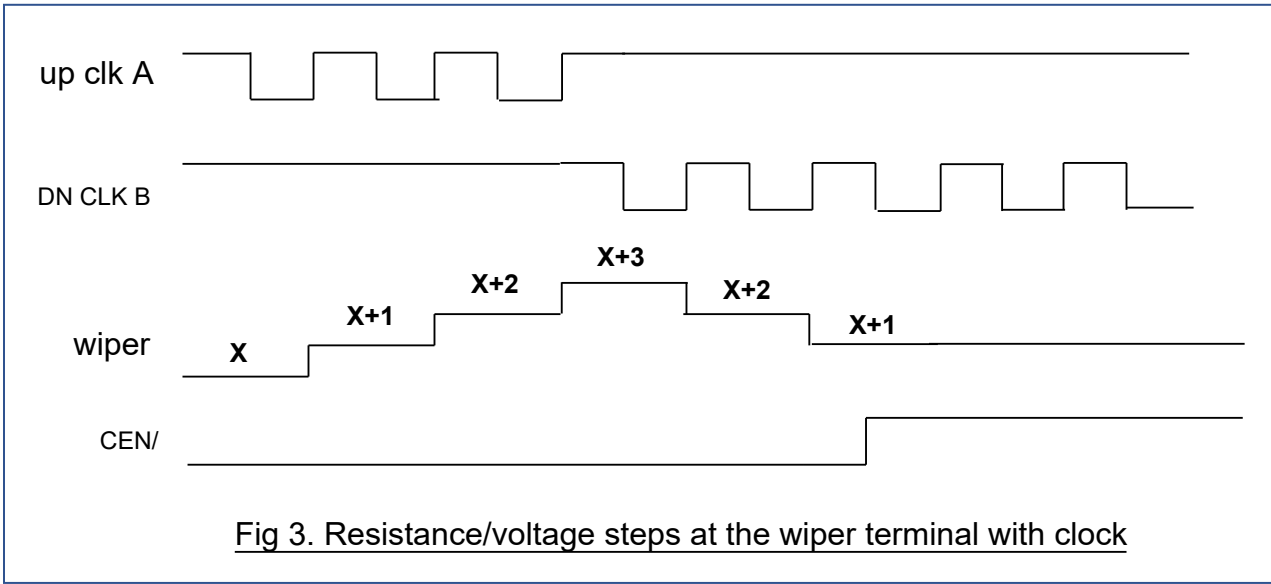 up clk A
DN CLK B
X+3
X+2
X+2
X+1
X+1
wiper
X
CEN/
Fig 3. Resistance/voltage steps at the wiper terminal with clock